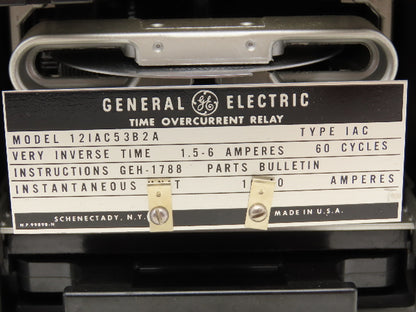 GENERAL GE ELECTRIC
TIME OVERCURRENT RELAY
MODEL 12IAC53B2A TYPE IAC
VERY INVERSE TIME 1.5-6 AMPERES 60 CYCLES
INSTRUCTIONS GEH-1788 PARTS BULLETIN
INSTANTANEOUS AMPERES
SCHENECTADY, N.Y. MADE IN U.S.A.